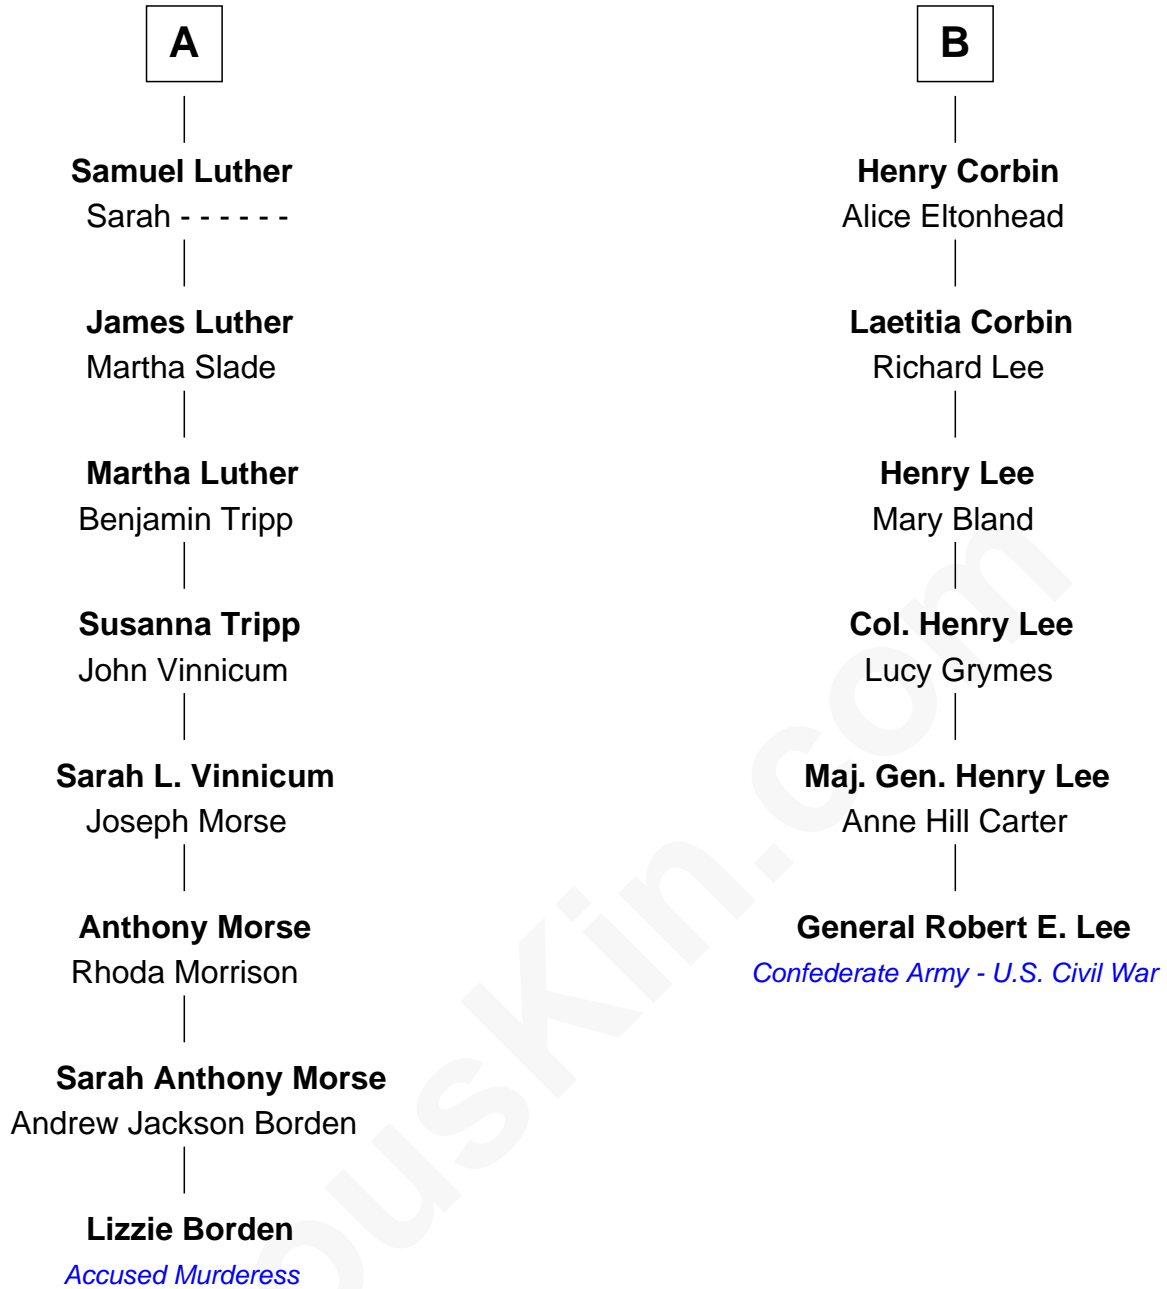 A
Samuel Luther
Sarah - - - - - -
James Luther
Martha Slade
Martha Luther
Benjamin Tripp
Susanna Tripp
John Vinnicum
Sarah L. Vinnicum
Joseph Morse
Anthony Morse
Rhoda Morrison
Sarah Anthony Morse
Andrew Jackson Borden
Lizzie Borden
Accused Murderess
B
Henry Corbin
Alice Eltonhead
Laetitia Corbin
Richard Lee
Henry Lee
Mary Bland
Col. Henry Lee
Lucy Grymes
Maj. Gen. Henry Lee
Anne Hill Carter
General Robert E. Lee
Confederate Army - U.S. Civil War
ousKin.com